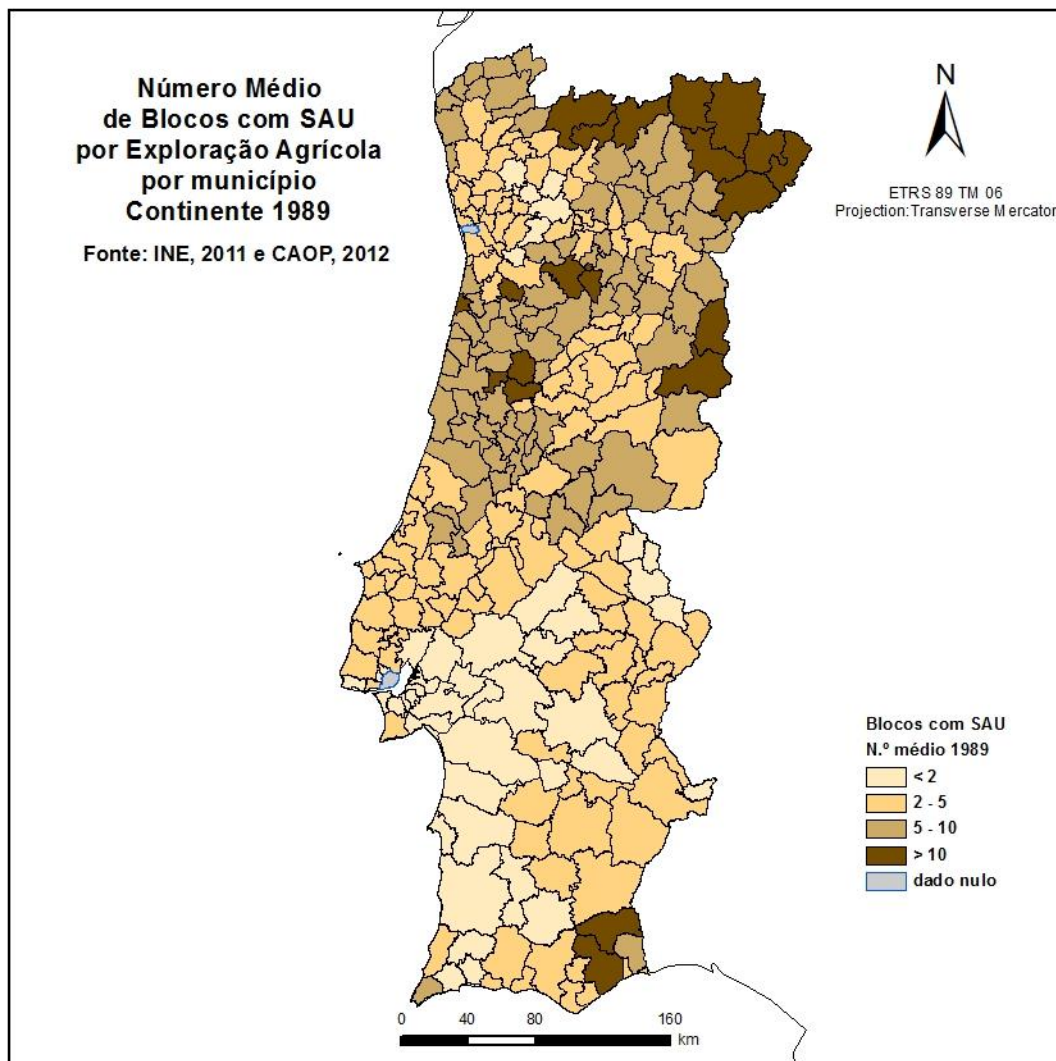 Número Médio
de Blocos com SAU
por Exploração Agrícola
por município
Continente 1989
Fonte: INE, 2011 e CAOP, 2012
N
ETRS 89 TM 06
Projection: Transverse Mercator
Blocos com SAU
N.º médio 1989
< 2
2 - 5
5 - 10
> 10
dado nulo
0 40 80 160
km